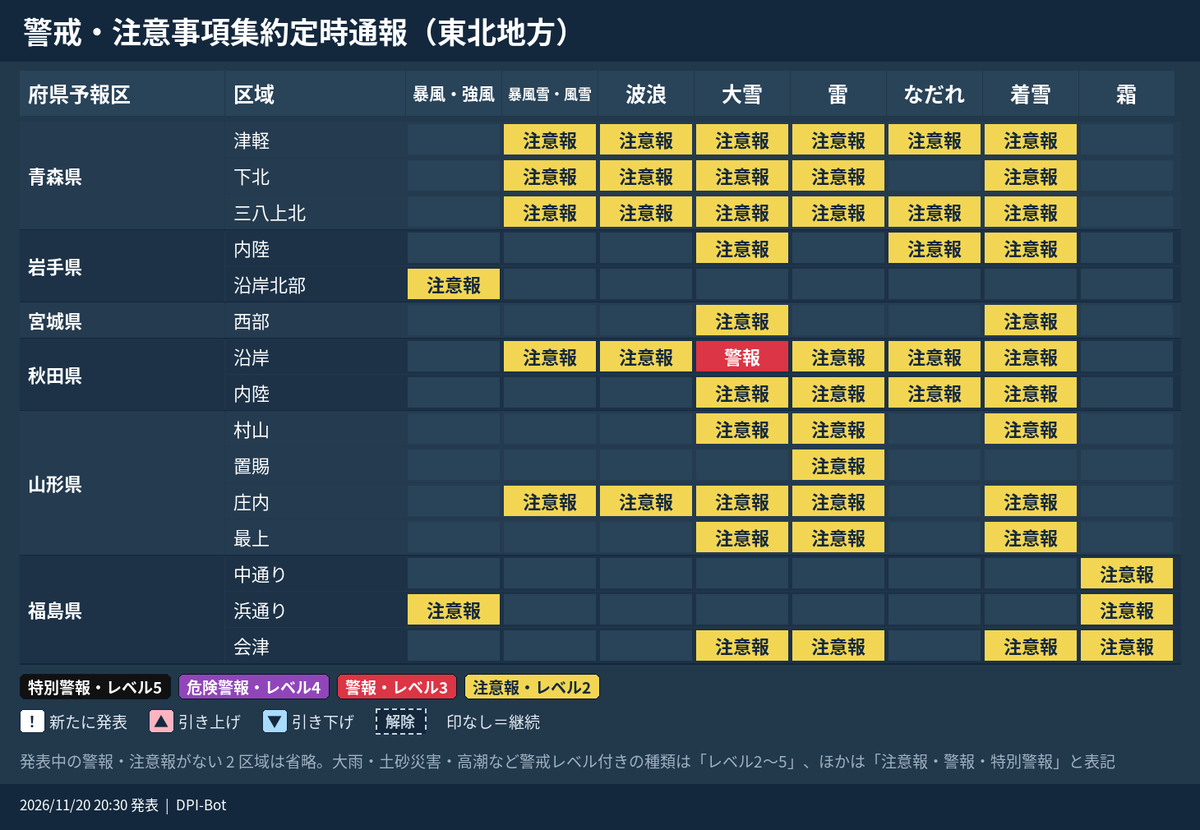 警戒・注意事項集約定時通報（東北地方）
府県予報区 区域 暴風・強風 暴風雪・風雪 波浪 大雪 雷 なだれ 着雪 霜
青森県 津軽 注意報 注意報 注意報 注意報 注意報 注意報
下北 注意報 注意報 注意報 注意報 注意報
三八上北 注意報 注意報 注意報 注意報 注意報 注意報
岩手県 内陸 注意報 注意報 注意報
沿岸北部 注意報
宮城県 西部 注意報 注意報
秋田県 沿岸 注意報 注意報 警報 注意報 注意報 注意報
内陸 注意報 注意報 注意報 注意報
山形県 村山 注意報 注意報 注意報
置賜 注意報
庄内 注意報 注意報 注意報 注意報 注意報
最上 注意報 注意報 注意報
福島県 中通り 注意報
浜通り 注意報 注意報
会津 注意報 注意報 注意報 注意報
特別警報・レベル5 危険警報・レベル4 警報・レベル3 注意報・レベル2
! 新たに発表 ▲ 引き上げ ▼ 引き下げ 解除 印なし＝継続
発表中の警報・注意報がない 2 区域は省略。大雨・土砂災害・高潮など警戒レベル付きの種類は「レベル2〜5」、ほかは「注意報・警報・特別警報」と表記
2026/11/20 20:30 発表 | DPI-Bot